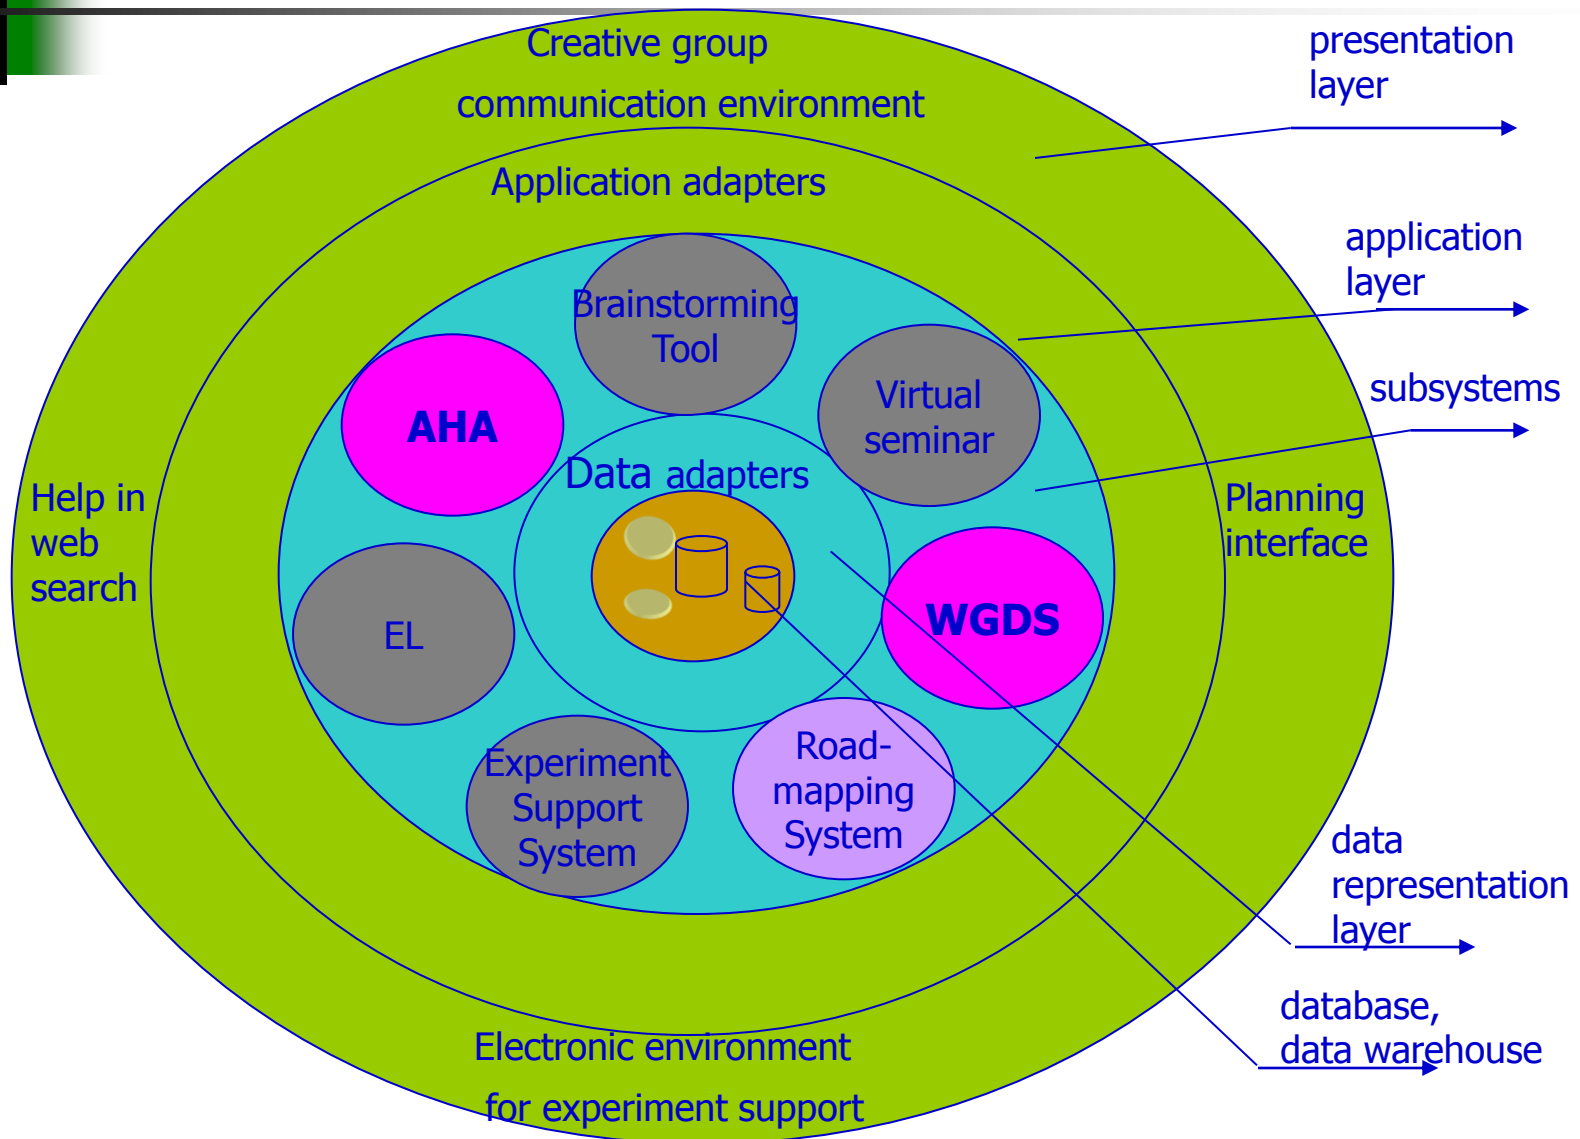 Creative group
communication environment
presentation
layer
Application adapters
application
layer
Brainstorming
Tool
Virtual
seminar
subsystems
AHA
Data adapters
Help in
web
search
Planning
interface
EL
WGDS
Experiment
Support
System
Road-
mapping
System
data
representation
layer
database,
data warehouse
Electronic environment
for experiment support